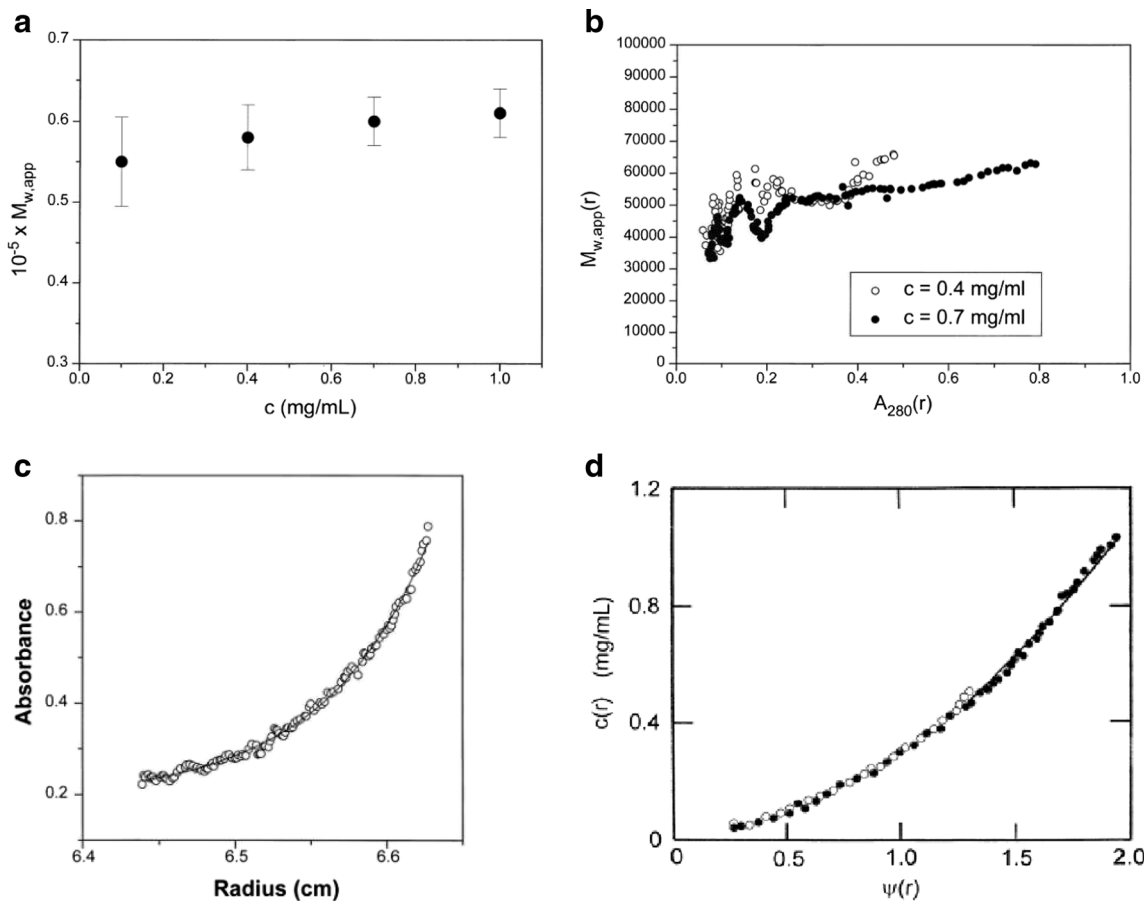 a
0.7
0.6
0.5
0.4
0.3
10⁻⁵ x M_w,app
0.0 0.2 0.4 0.6 0.8 1.0
c (mg/mL)
b
100000
90000
80000
70000
60000
50000
40000
30000
20000
10000
0
M_w,app(r)
c = 0.4 mg/ml
c = 0.7 mg/ml
0.0 0.2 0.4 0.6 0.8 1.0
A₂₈₀(r)
c
0.8
0.6
0.4
0.2
Absorbance
6.4 6.5 6.6
Radius (cm)
d
1.2
0.8
0.4
0
c(r) (mg/mL)
0 0.5 1.0 1.5 2.0
ψ(r)